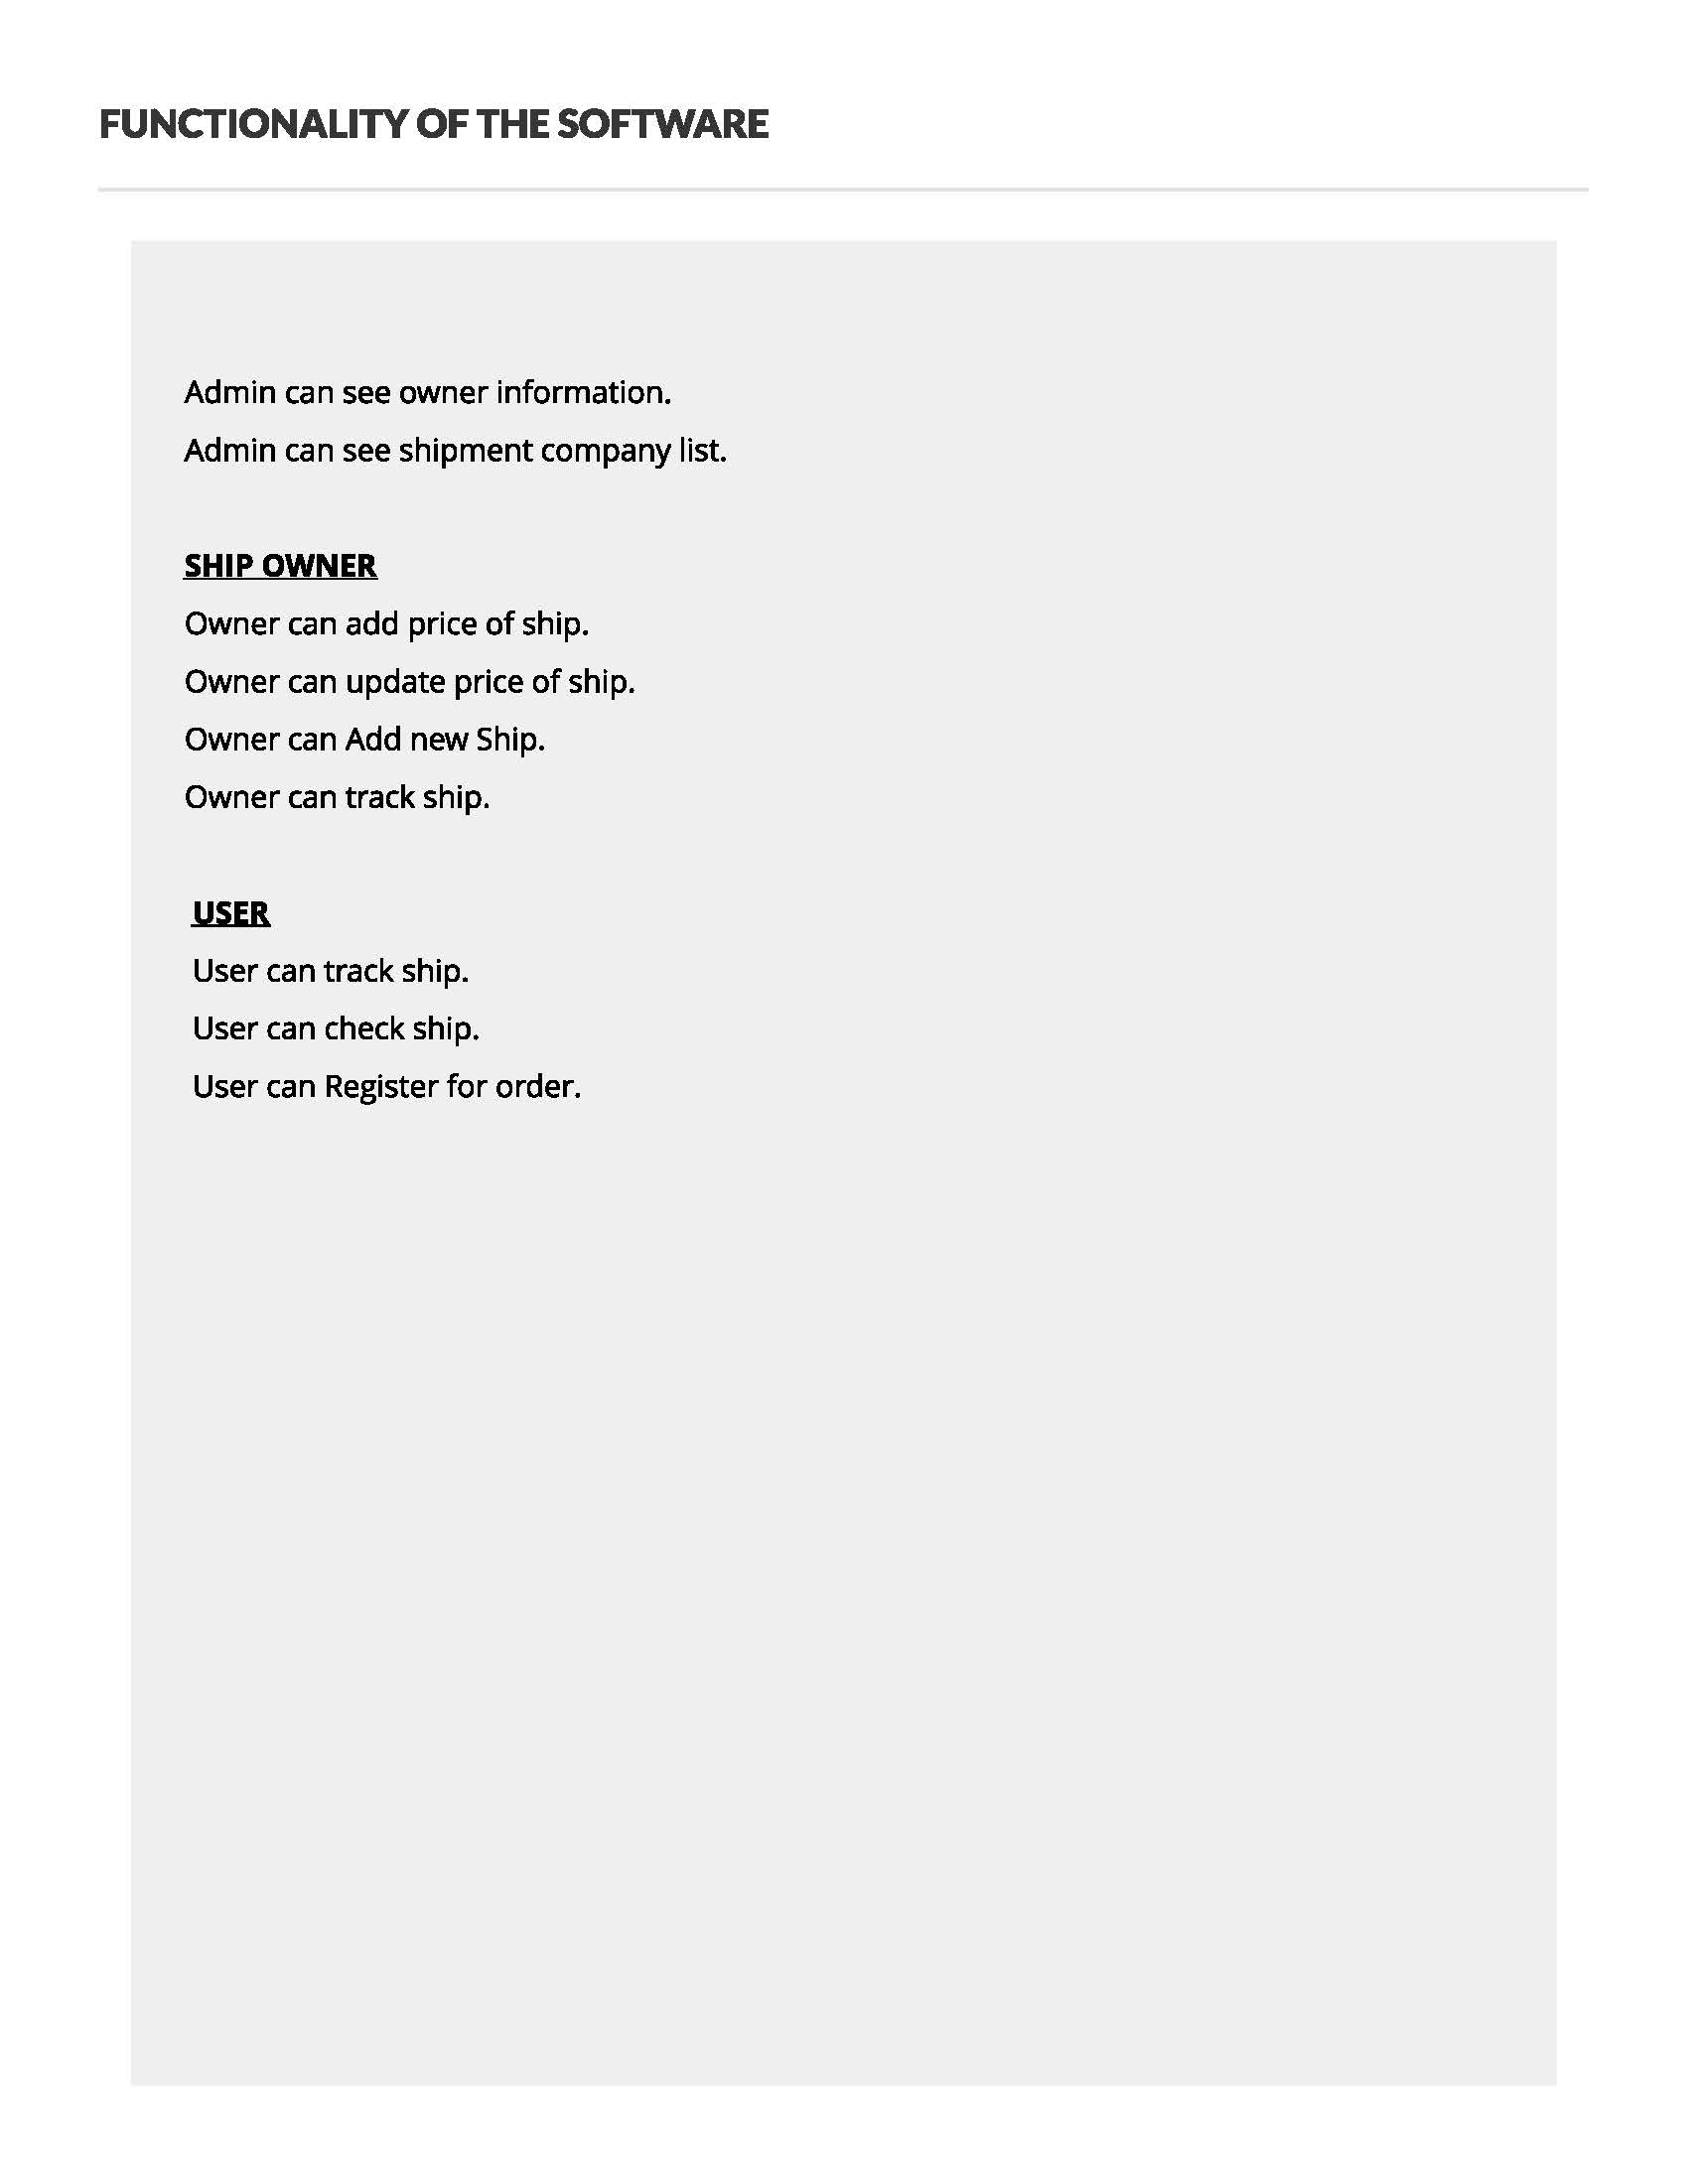 FUNCTIONALITY OF THE SOFTWARE
Admin can see owner information.
Admin can see shipment company list.
SHIP OWNER
Owner can add price of ship.
Owner can update price of ship.
Owner can Add new Ship.
Owner can track ship.
USER
User can track ship.
User can check ship.
User can Register for order.